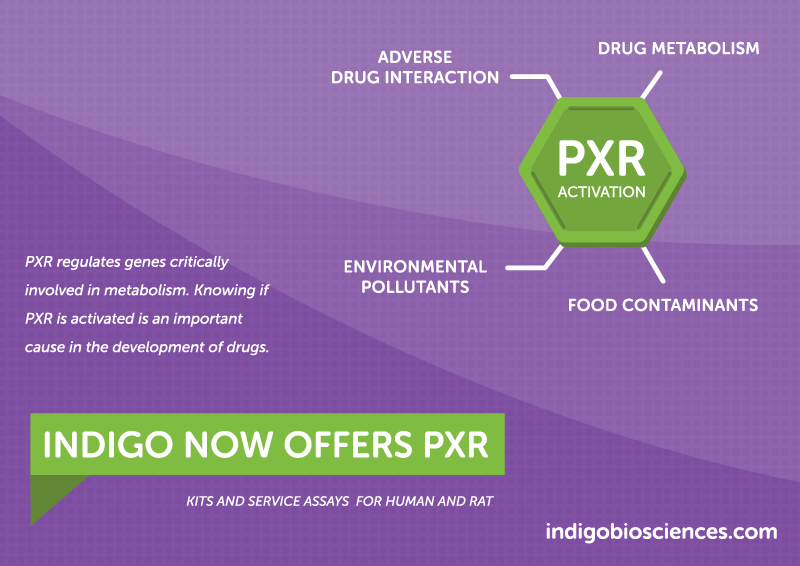 ADVERSE
DRUG INTERACTION
DRUG METABOLISM
PXR
ACTIVATION
ENVIRONMENTAL
POLLUTANTS
FOOD CONTAMINANTS
PXR regulates genes critically
involved in metabolism. Knowing if
PXR is activated is an important
cause in the development of drugs.
INDIGO NOW OFFERS PXR
KITS AND SERVICE ASSAYS FOR HUMAN AND RAT
indigobiosciences.com